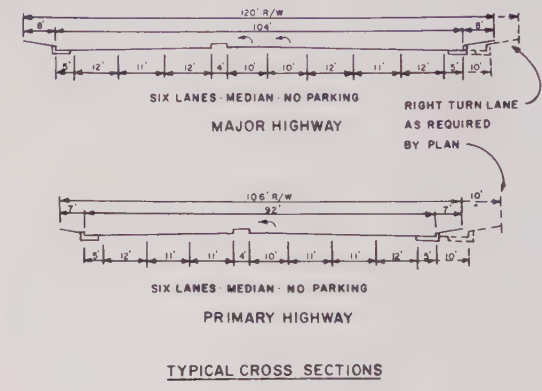 120' R/W
8' 104' 8'
5' 12' 11' 12' 4' 10' 10' 12' 11' 12' 5' 10'
SIX LANES · MEDIAN · NO PARKING
MAJOR HIGHWAY
RIGHT TURN LANE
AS REQUIRED
BY PLAN
106' R/W 10'
7' 92' 7'
5' 12' 11' 11' 4' 10' 11' 11' 12' 5' 10'
SIX LANES · MEDIAN · NO PARKING
PRIMARY HIGHWAY
TYPICAL CROSS SECTIONS